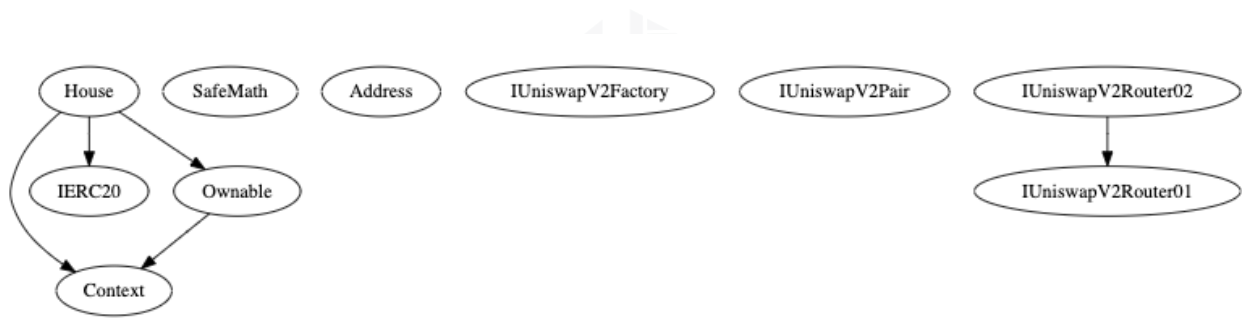 House
SafeMath
Address
IUniswapV2Factory
IUniswapV2Pair
IUniswapV2Router02
IERC20
Ownable
IUniswapV2Router01
Context